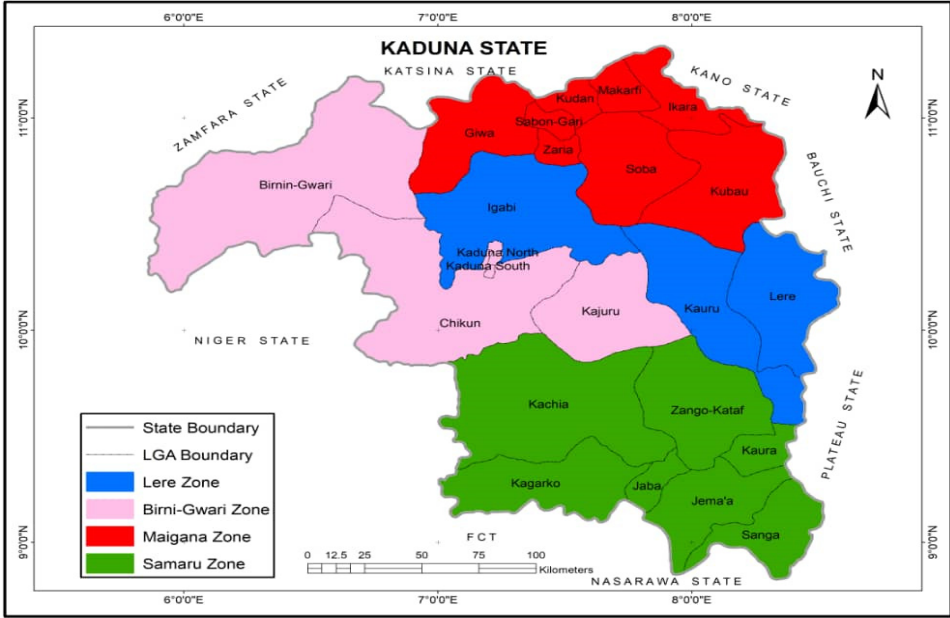 6°0'0"E 7°0'0"E 8°0'0"E
KADUNA STATE
KATSINA STATE
KANO STATE
ZAMFARA STATE
BAUCHI STATE
N
11°0'0"N 11°0'0"N
Makarfi
Kudan
Ikara
Sabon-Gari
Giwa
Zaria
Soba
Birnin-Gwari
Kubau
Igabi
Kaduna North
Kaduna South
Lere
Kauru
Kajuru
Chikun
10°0'0"N 10°0'0"N
NIGER STATE
PLATEAU STATE
Kachia
Zango-Kataf
Kaura
Kagarko
Jaba
Jema'a
Sanga
State Boundary
LGA Boundary
Lere Zone
Birni-Gwari Zone
Maigana Zone
Samaru Zone
FCT
9°0'0"N 9°0'0"N
0 12.5 25 50 75 100
Kilometers
NASARAWA STATE
6°0'0"E 7°0'0"E 8°0'0"E